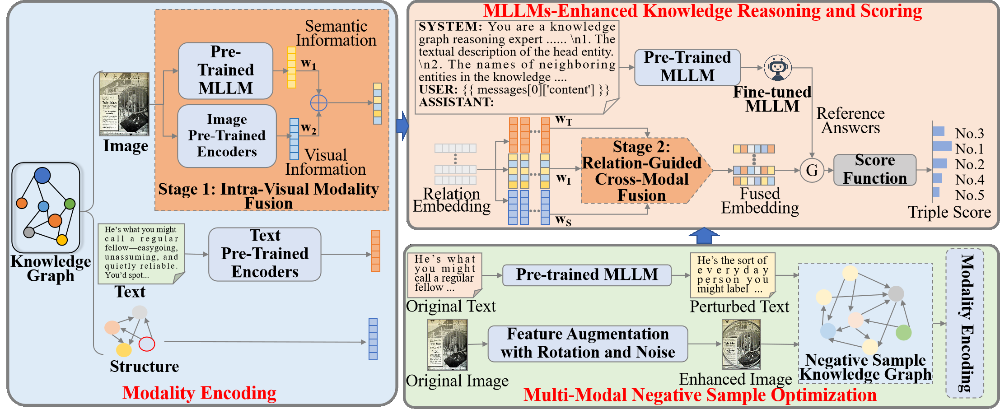 Semantic
Information
Pre-
Trained
MLLM
w1
Image
Pre-Trained
Encoders
w2
Visual
Information
Stage 1: Intra-Visual Modality
Fusion
Image
Knowledge
Graph
He's what you might
call a regular
fellow—easygoing,
unassuming, and
quietly reliable.
You'd spot...
Text
Text
Pre-Trained
Encoders
Structure
Modality Encoding
MLLMs-Enhanced Knowledge Reasoning and Scoring
SYSTEM: You are a knowledge
graph reasoning expert ...... \n1. The
textual description of the head entity.
\n2. The names of neighboring
entities in the knowledge ....
USER: {{ messages[0]['content'] }}
ASSISTANT:
Pre-Trained
MLLM
Fine-tuned
MLLM
Reference
Answers
Relation
Embedding
wT
wI
wS
Stage 2:
Relation-Guided
Cross-Modal
Fusion
Fused
Embedding
G
Score
Function
No.3
No.1
No.2
No.4
No.5
Triple Score
He's what
you might
call a regular
fellow ...
Original Text
Pre-trained MLLM
He's the sort of
everyday
person you
might label ...
Perturbed Text
Original Image
Feature Augmentation
with Rotation and Noise
Enhanced Image
Negative Sample
Knowledge Graph
Modality Encoding
Multi-Modal Negative Sample Optimization